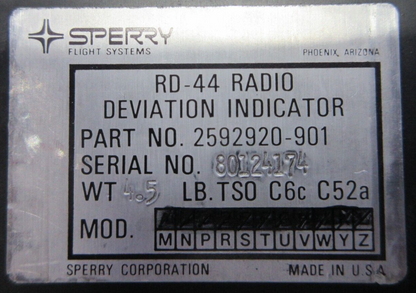 SPERRY
FLIGHT SYSTEMS
PHOENIX, ARIZONA
RD-44 RADIO
DEVIATION INDICATOR
PART NO. 2592920-901
SERIAL NO. 80124174
WT 4.5 LB. TSO C6c C52a
MOD.
M N P R S T U V W Y Z
SPERRY CORPORATION MADE IN U.S.A